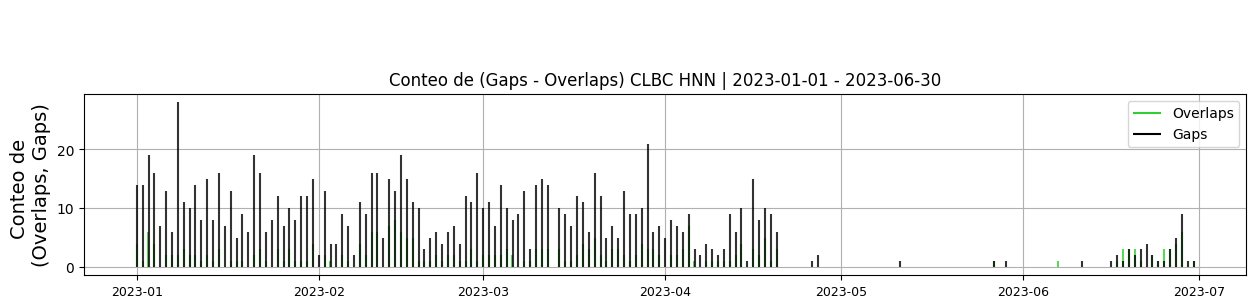 Conteo de (Gaps - Overlaps) CLBC HNN | 2023-01-01 - 2023-06-30
Conteo de
(Overlaps, Gaps)
20
10
0
Overlaps
Gaps
2023-01
2023-02
2023-03
2023-04
2023-05
2023-06
2023-07